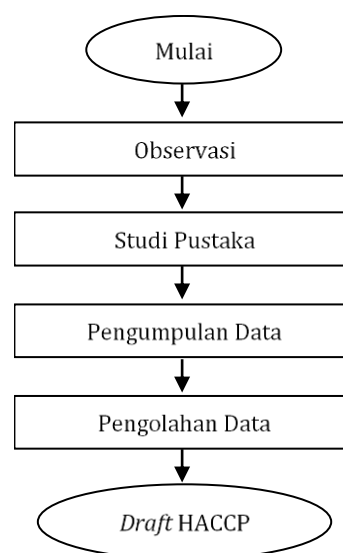 Mulai
Observasi
Studi Pustaka
Pengumpulan Data
Pengolahan Data
Draft HACCP